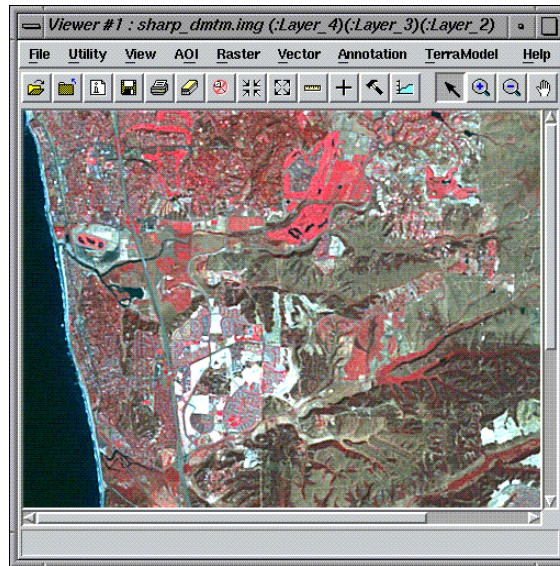 Viewer #1 : sharp_dmtm.img (:Layer_4)(:Layer_3)(:Layer_2)
File Utility View AOI Raster Vector Annotation TerraModel Help